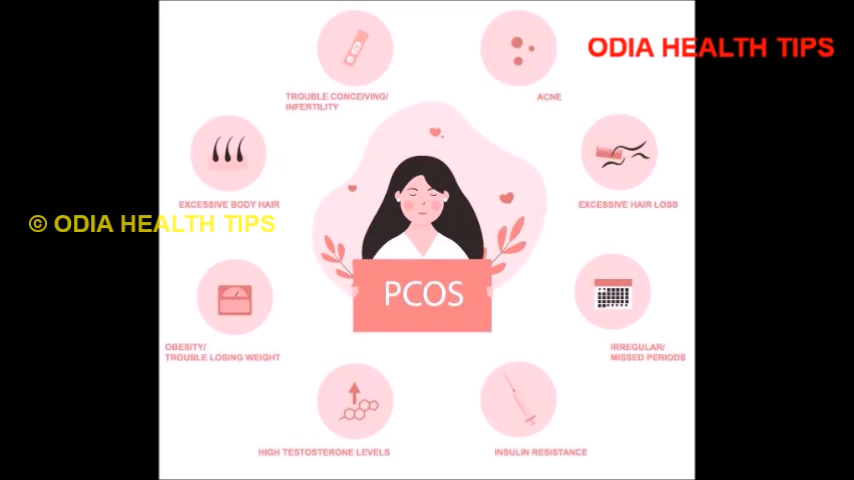 ODIA HEALTH TIPS
TROUBLE CONCEIVING/
INFERTILITY
ACNE
EXCESSIVE BODY HAIR
EXCESSIVE HAIR LOSS
© ODIA HEALTH TIPS
PCOS
OBESITY/
TROUBLE LOSING WEIGHT
IRREGULAR/
MISSED PERIODS
HIGH TESTOSTERONE LEVELS
INSULIN RESISTANCE